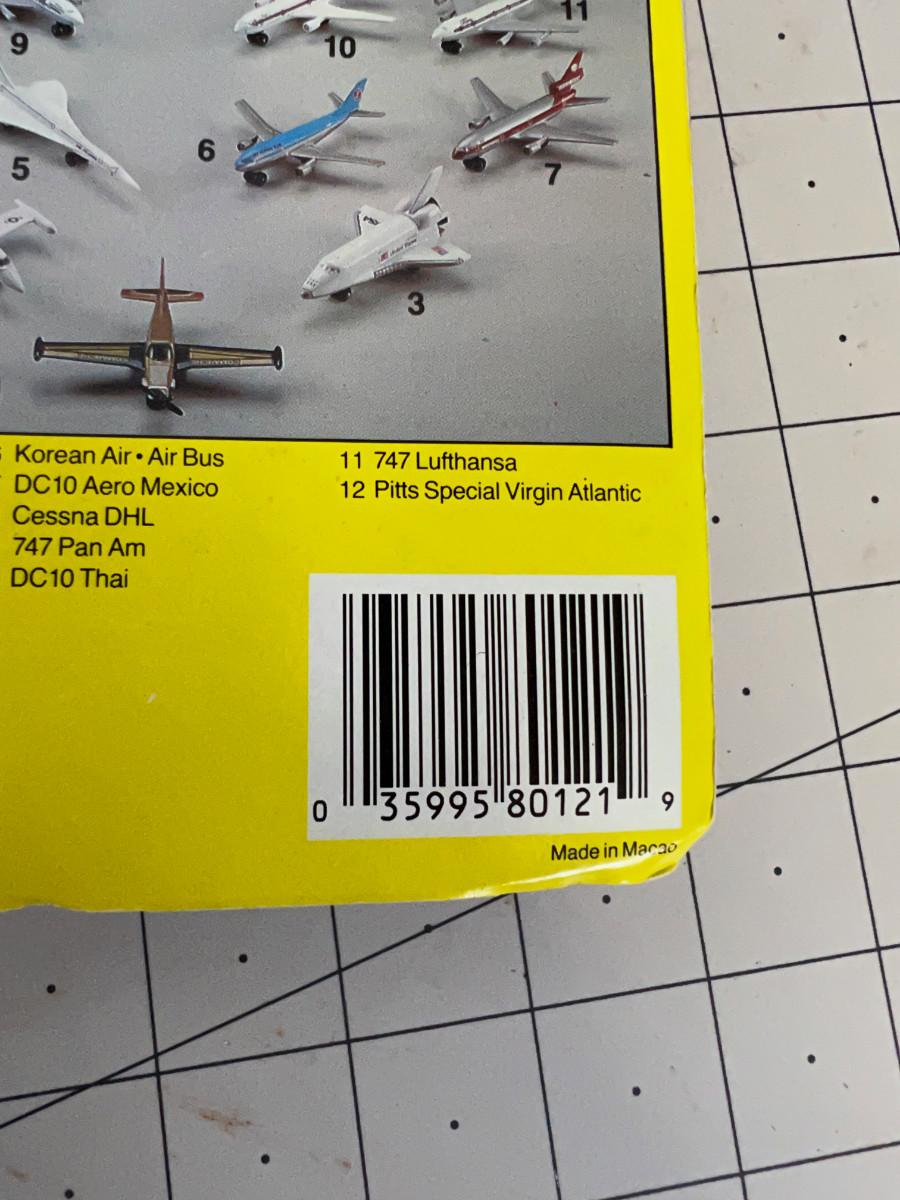 9
10
11
5
6
7
3
Korean Air • Air Bus
DC10 Aero Mexico
Cessna DHL
747 Pan Am
DC10 Thai
11 747 Lufthansa
12 Pitts Special Virgin Atlantic
0 35995 80121 9
Made in Macao